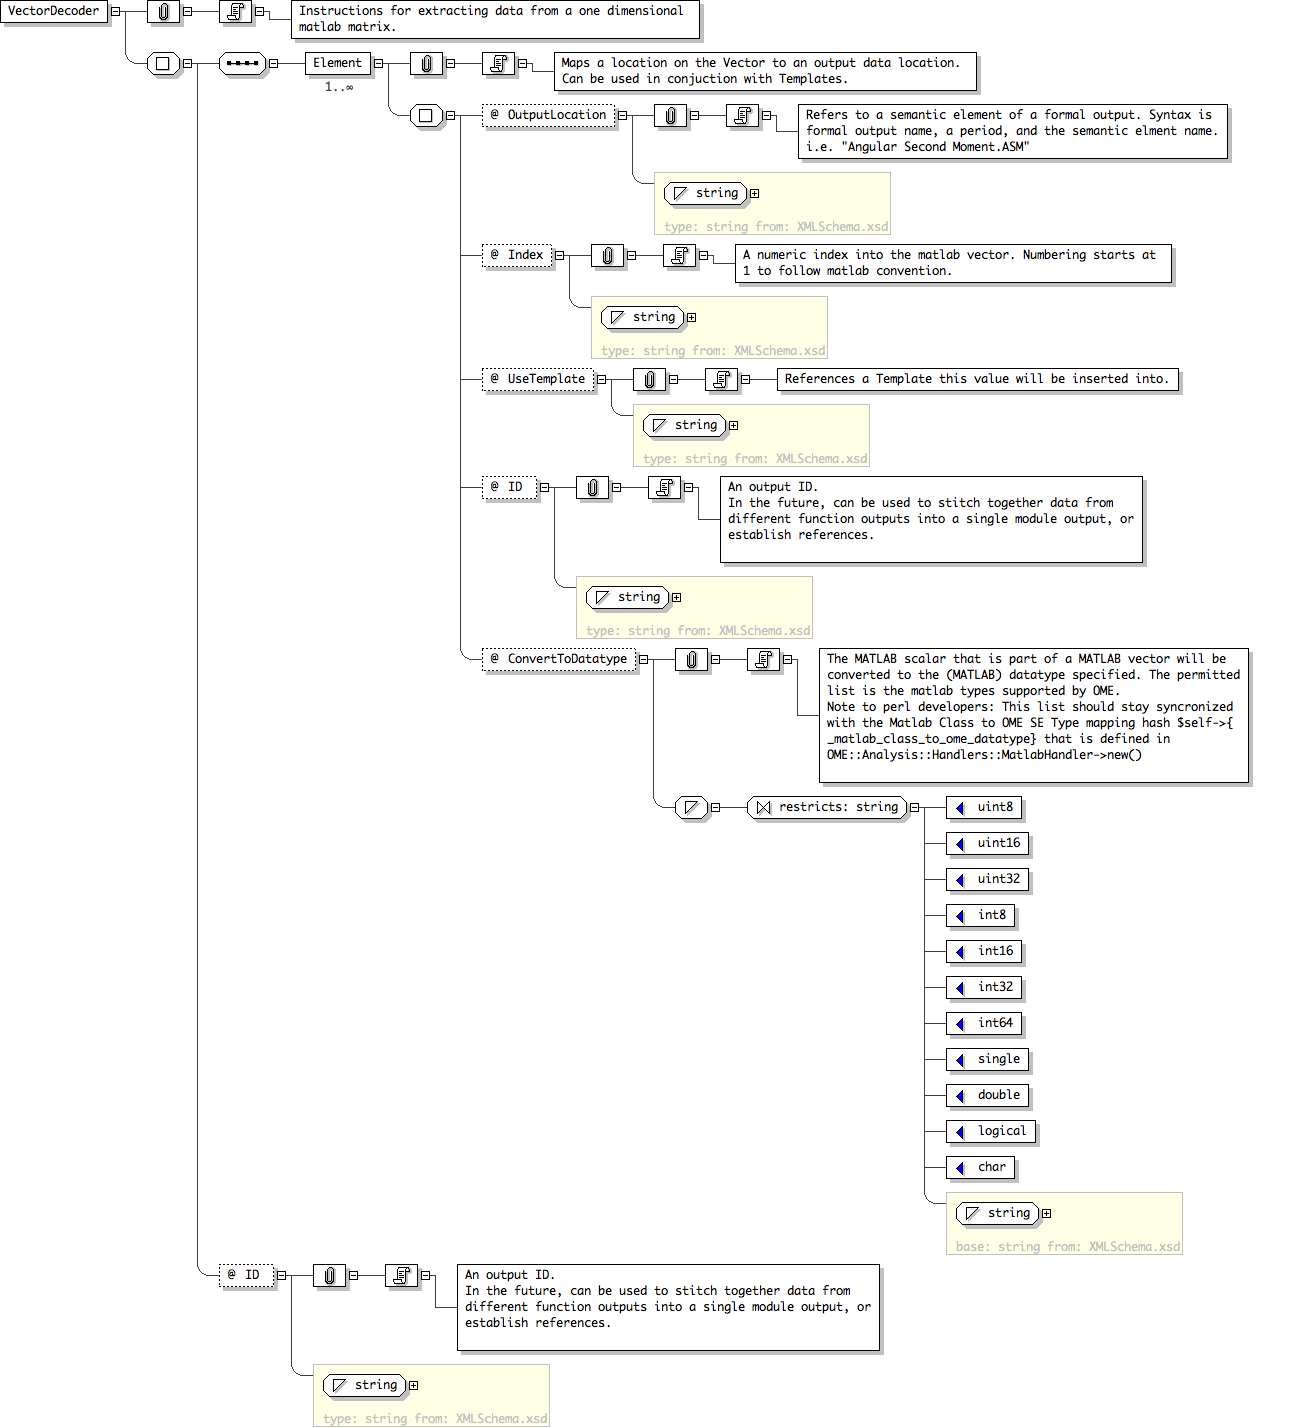 VectorDecoder
Instructions for extracting data from a one dimensional
matlab matrix.
Element
1..∞
Maps a location on the Vector to an output data location.
Can be used in conjuction with Templates.
@ OutputLocation
Refers to a semantic element of a formal output. Syntax is
formal output name, a period, and the semantic elment name.
i.e. "Angular Second Moment.ASM"
string
type: string from: XMLSchema.xsd
@ Index
A numeric index into the matlab vector. Numbering starts at
1 to follow matlab convention.
string
type: string from: XMLSchema.xsd
@ UseTemplate
References a Template this value will be inserted into.
string
type: string from: XMLSchema.xsd
@ ID
An output ID.
In the future, can be used to stitch together data from
different function outputs into a single module output, or
establish references.
string
type: string from: XMLSchema.xsd
@ ConvertToDatatype
The MATLAB scalar that is part of a MATLAB vector will be
converted to the (MATLAB) datatype specified. The permitted
list is the matlab types supported by OME.
Note to perl developers: This list should stay syncronized
with the Matlab Class to OME SE Type mapping hash $self->{
_matlab_class_to_ome_datatype} that is defined in
OME::Analysis::Handlers::MatlabHandler->new()
restricts: string
uint8
uint16
uint32
int8
int16
int32
int64
single
double
logical
char
string
base: string from: XMLSchema.xsd
@ ID
An output ID.
In the future, can be used to stitch together data from
different function outputs into a single module output, or
establish references.
string
type: string from: XMLSchema.xsd